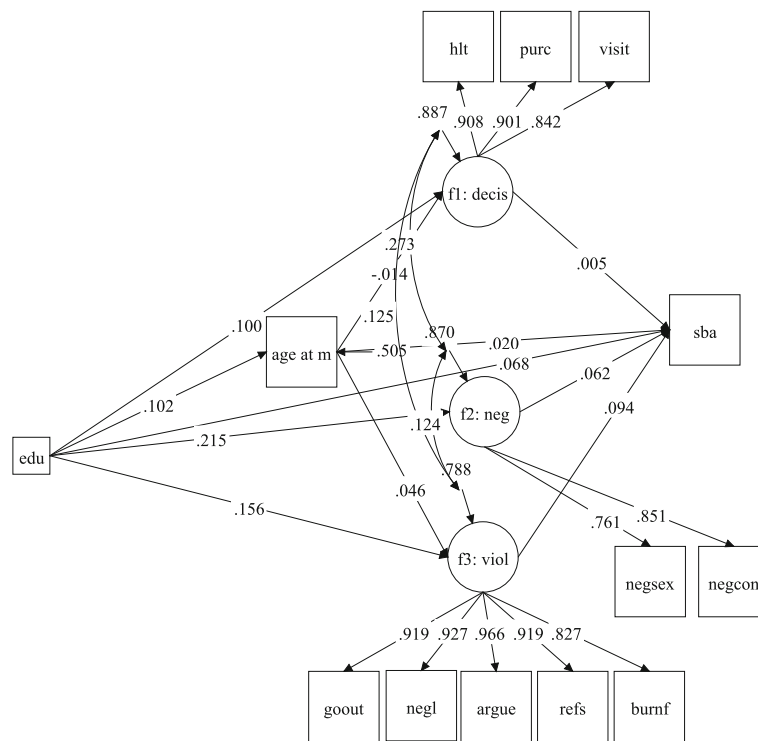 hlt purc visit
.887
.908 .901 .842
f1: decis
.273
.005
-.014
.125
.100
.870
sba
age at m
.505
.020
.068
.102
.062
f2: neg
.094
.215
.124
edu
.788
.046
.156
.761 .851
f3: viol
negsex negcon
.919 .927 .966 .919 .827
goout negl argue refs burnf